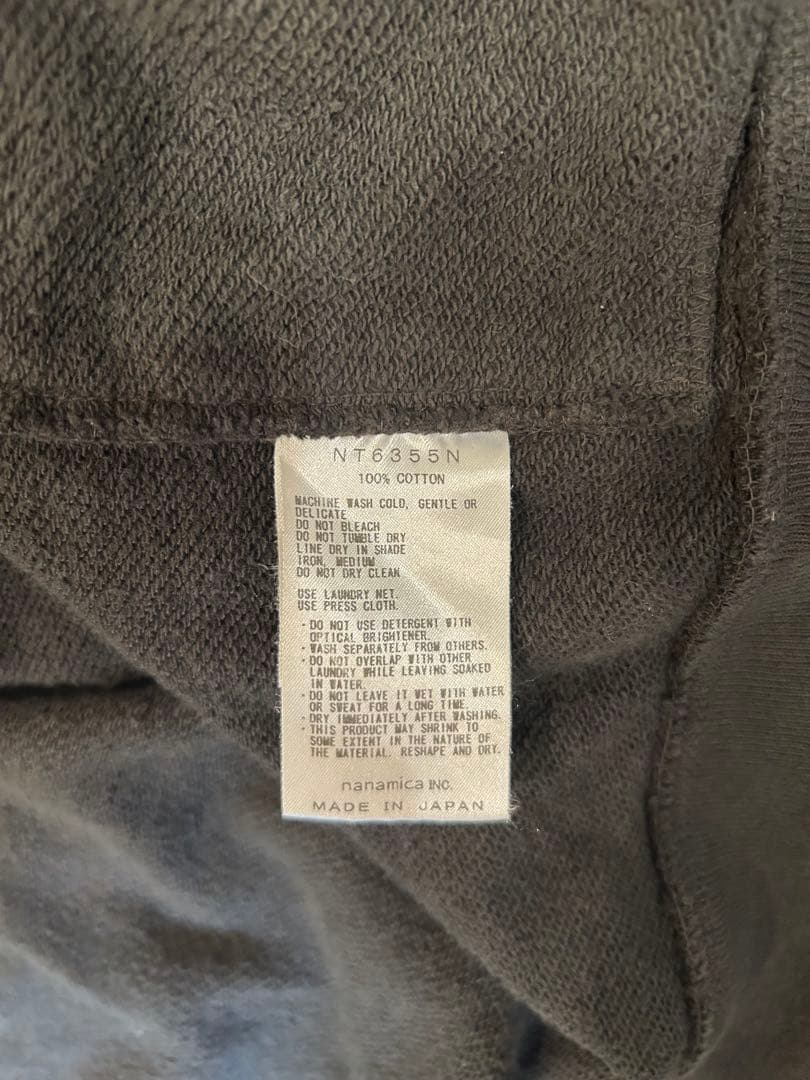 NT6355N
100% COTTON
MACHINE WASH COLD, GENTLE OR
DELICATE
DO NOT BLEACH
DO NOT TUMBLE DRY
LINE DRY IN SHADE
IRON, MEDIUM
DO NOT DRY CLEAK
USE LAUNDRY NET.
USE PRESS CLOTH.
・DO NOT USE DETERGENT WITH
OPTICAL BRIGHTENER.
・WASH SEPARATELY FROM OTHERS.
・DO NOT OVERLAP WITH OTHER
LAUNDRY WHILE LEAVING SOAKED
IN WATER.
・DO NOT LEAVE IT WET WITH WATER
OR SWEAT FOR A LONG TIME.
・DRY IMMEDIATELY AFTER WASHING.
・THIS PRODUCT MAY SHRINK TO
SOME EXTENT IN THE NATURE OF
THE MATERIAL. RESHAPE AND DRY.
nanamica INC.
MADE IN JAPAN